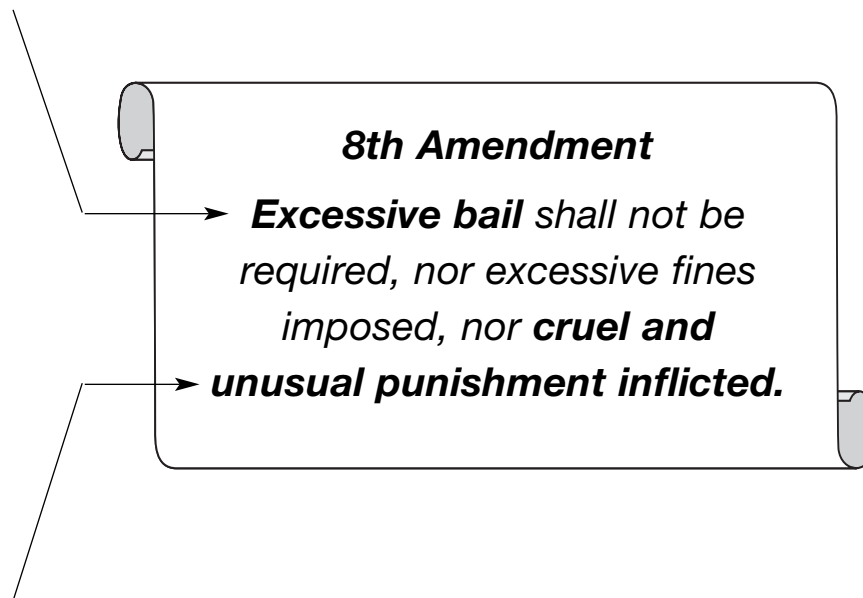 8th Amendment
Excessive bail shall not be
required, nor excessive fines
imposed, nor cruel and
unusual punishment inflicted.